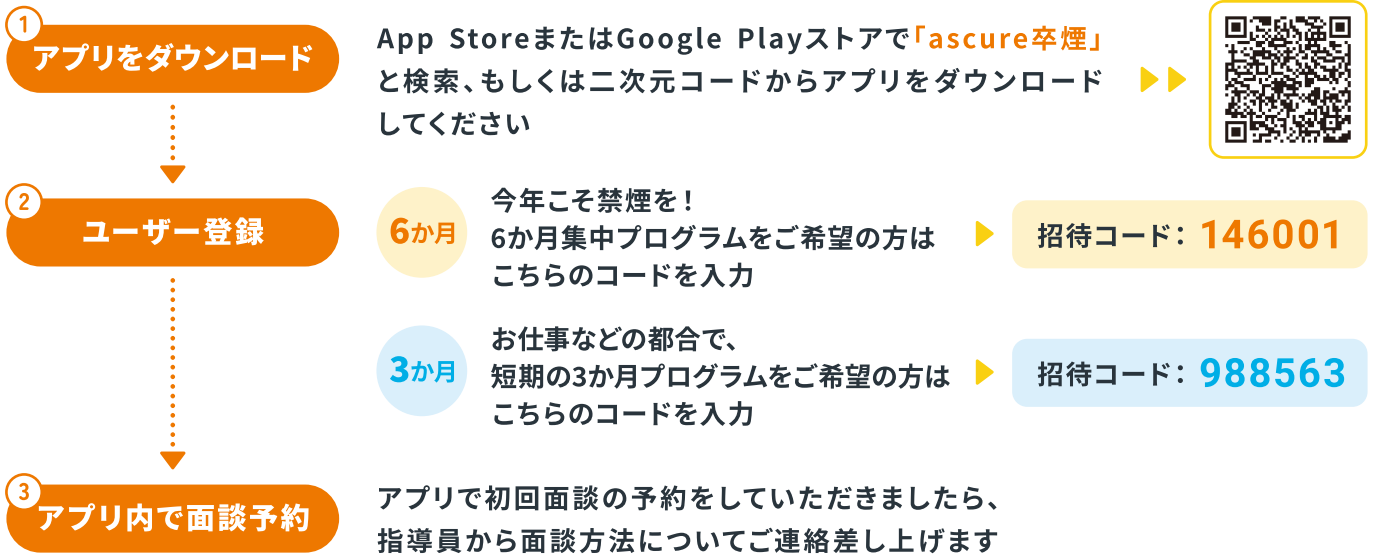 1
アプリをダウンロード
App StoreまたはGoogle Playストアで「ascure卒煙」
と検索、もしくは二次元コードからアプリをダウンロード
してください
2
ユーザー登録
6か月
今年こそ禁煙を！
6か月集中プログラムをご希望の方は
こちらのコードを入力
招待コード： 146001
3か月
お仕事などの都合で、
短期の3か月プログラムをご希望の方は
こちらのコードを入力
招待コード： 988563
3
アプリ内で面談予約
アプリで初回面談の予約をしていただきましたら、
指導員から面談方法についてご連絡差し上げます